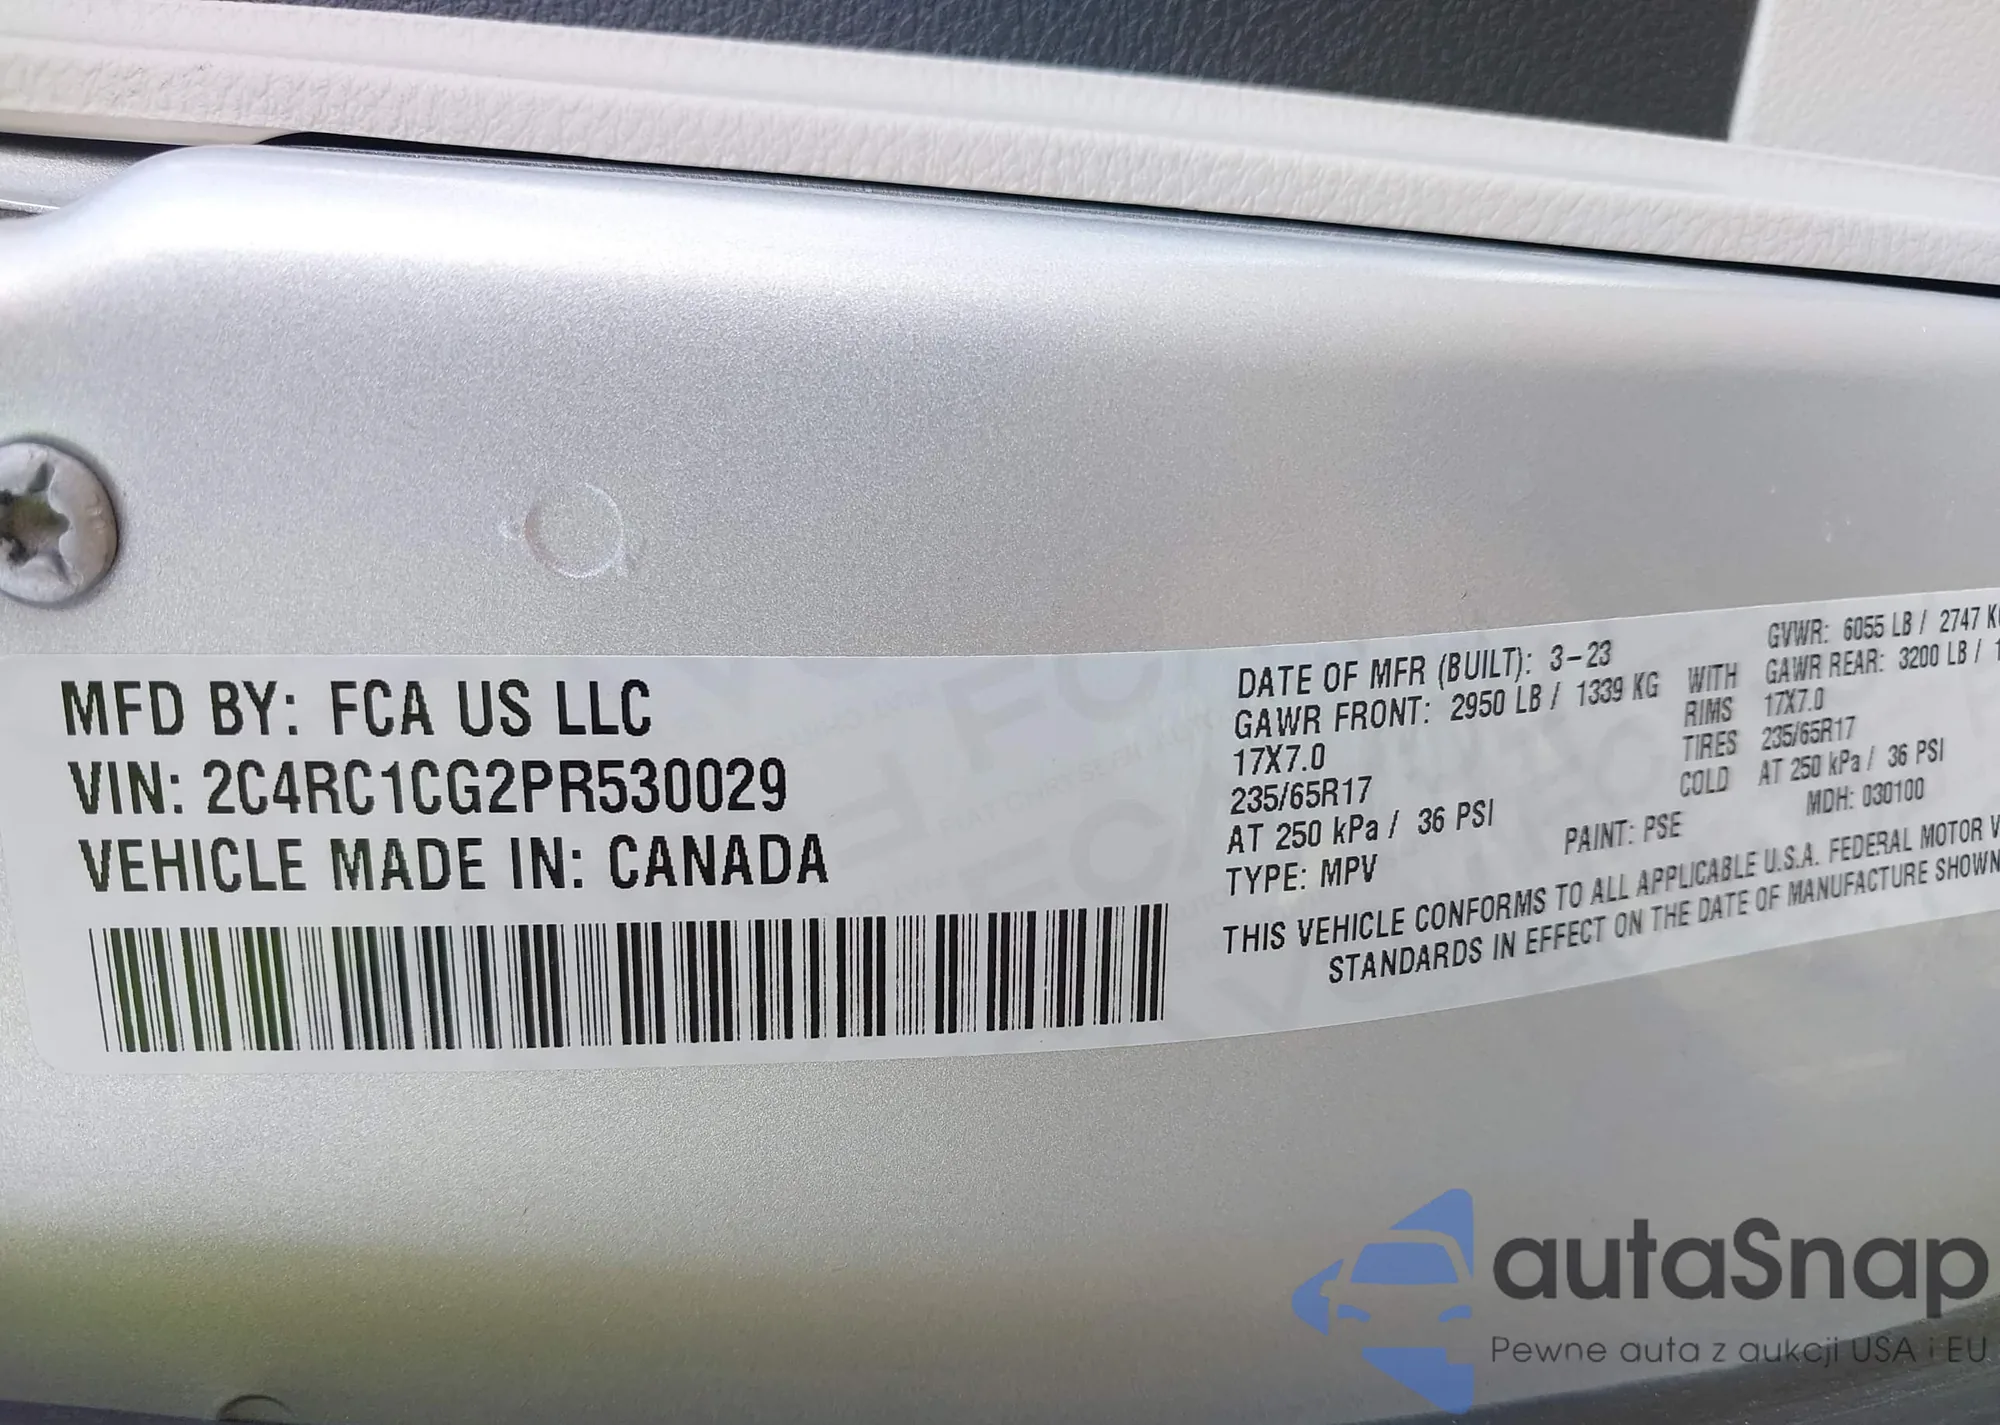 MFD BY: FCA US LLC
VIN: 2C4RC1CG2PR530029
VEHICLE MADE IN: CANADA
DATE OF MFR (BUILT): 3-23
GAWR FRONT: 2950 LB / 1339 KG
17X7.0
235/65R17
AT 250 kPa / 36 PSI
TYPE: MPV
WITH
RIMS
TIRES
COLD
GVWR: 6055 LB / 2747 K
GAWR REAR: 3200 LB / 1
17X7.0
235/65R17
AT 250 kPa / 36 PSI
MDH: 030100
PAINT: PSE
THIS VEHICLE CONFORMS TO ALL APPLICABLE U.S.A. FEDERAL MOTOR V
STANDARDS IN EFFECT ON THE DATE OF MANUFACTURE SHOWN
autaSnap
Pewne auta z aukcji USA i EU